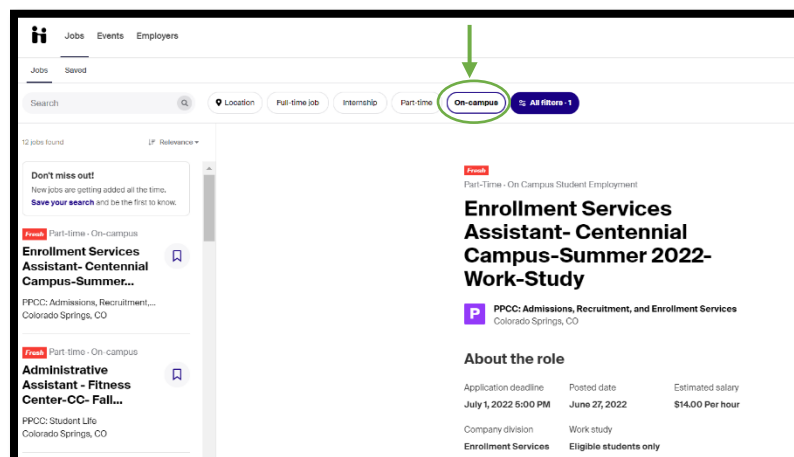 Jobs Events Employers
Jobs Saved
Search Location Full-time job Internship Part-time On-campus All filters · 1
12 jobs found Relevance
Don't miss out!
New jobs are getting added all the time.
Save your search and be the first to know.
Fresh Part-time · On-campus
Enrollment Services
Assistant- Centennial
Campus-Summer...
PPCC: Admissions, Recruitment,...
Colorado Springs, CO
Fresh Part-time · On-campus
Administrative
Assistant - Fitness
Center-CC- Fall...
PPCC: Student Life
Colorado Springs, CO
Fresh
Part-Time · On Campus Student Employment
Enrollment Services
Assistant- Centennial
Campus-Summer 2022-
Work-Study
P PPCC: Admissions, Recruitment, and Enrollment Services
Colorado Springs, CO
About the role
Application deadline Posted date Estimated salary
July 1, 2022 5:00 PM June 27, 2022 $14.00 Per hour
Company division Work study
Enrollment Services Eligible students only